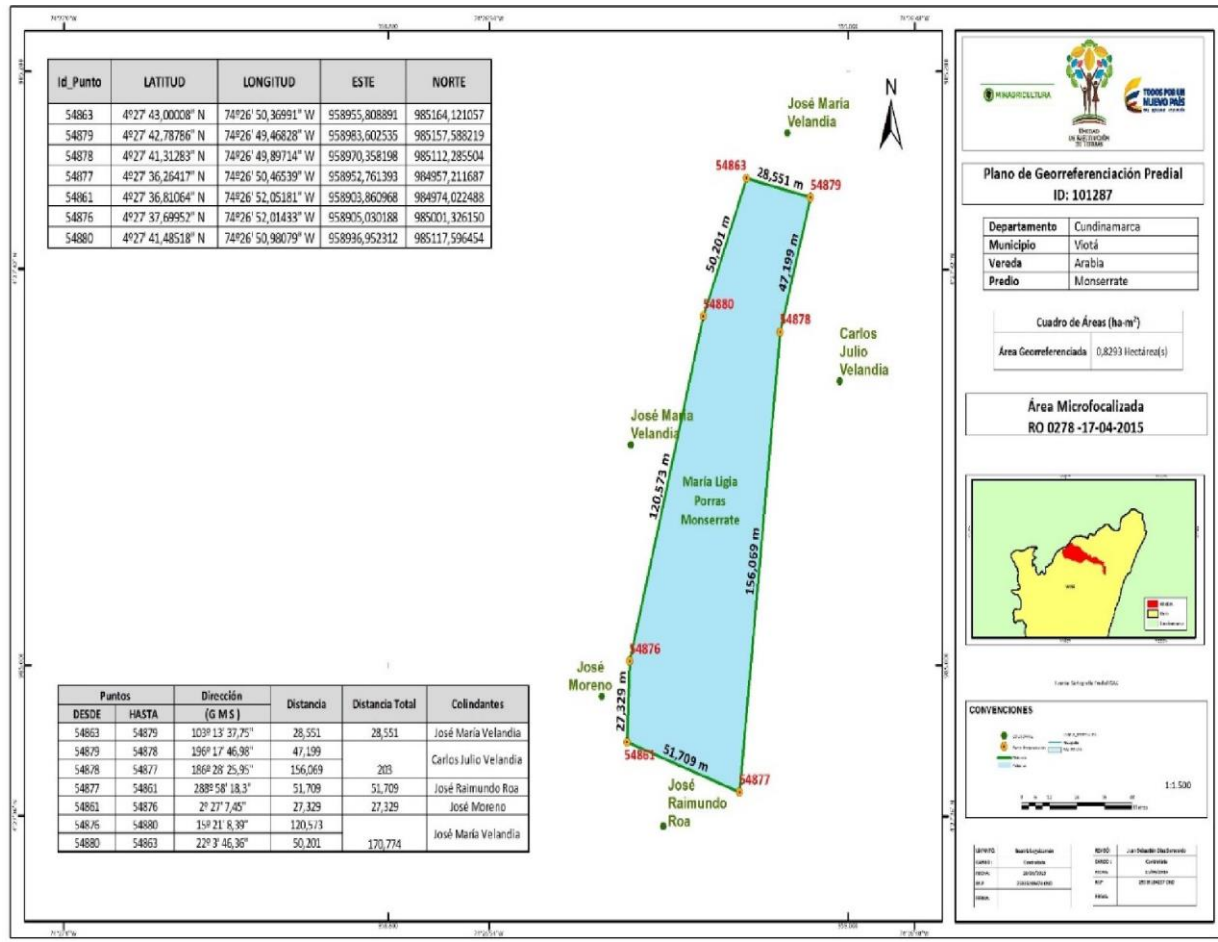 Id_Punto LATITUD LONGITUD ESTE NORTE
54863 4º27' 43,00008" N 74º26' 50,36991" W 958955,808891 985164,121057
54879 4º27' 42,78786" N 74º26' 49,46828" W 958983,602535 985157,588219
54878 4º27' 41,31283" N 74º26' 49,89714" W 958970,358198 985112,285504
54877 4º27' 36,26417" N 74º26' 50,46539" W 958952,761393 984957,211687
54861 4º27' 36,81064" N 74º26' 52,05181" W 958903,860968 984974,022488
54876 4º27' 37,69952" N 74º26' 52,01433" W 958905,030188 985001,326150
54880 4º27' 41,48518" N 74º26' 50,98079" W 958936,952312 985117,596454
N
José María
Velandia
54863
28,551 m
54879
50,201 m
47,199 m
54880
54878
Carlos
Julio
Velandia
José María
Velandia
120,573 m
María Ligia
Porras
Monserrate
156,069 m
54876
José
Moreno
27,329 m
54861
51,709 m
54877
José
Raimundo
Roa
Puntos Dirección Distancia Distancia Total Colindantes
DESDE HASTA (G M S)
54863 54879 103º 13' 37,75" 28,551 28,551 José María Velandia
54879 54878 196º 17' 46,98" 47,199
Carlos Julio Velandia
54878 54877 186º 28' 25,95" 156,069 203
54877 54861 288º 58' 18,3" 51,709 51,709 José Raimundo Roa
54861 54876 2º 27' 7,45" 27,329 27,329 José Moreno
54876 54880 15º 21' 8,39" 120,573
José María Velandia
54880 54863 22º 3' 46,36" 50,201 170,774
MINAGRICULTURA
UNIDAD
DE RESTITUCIÓN
DE TIERRAS
TODOS POR UN
NUEVO PAÍS
Plano de Georreferenciación Predial
ID: 101287
Departamento Cundinamarca
Municipio Viotá
Vereda Arabia
Predio Monserrate
Cuadro de Áreas (ha-m²)
Área Georreferenciada 0,8293 Hectárea(s)
Área Microfocalizada
RO 0278 -17-04-2015
CONVENCIONES
1:1.500